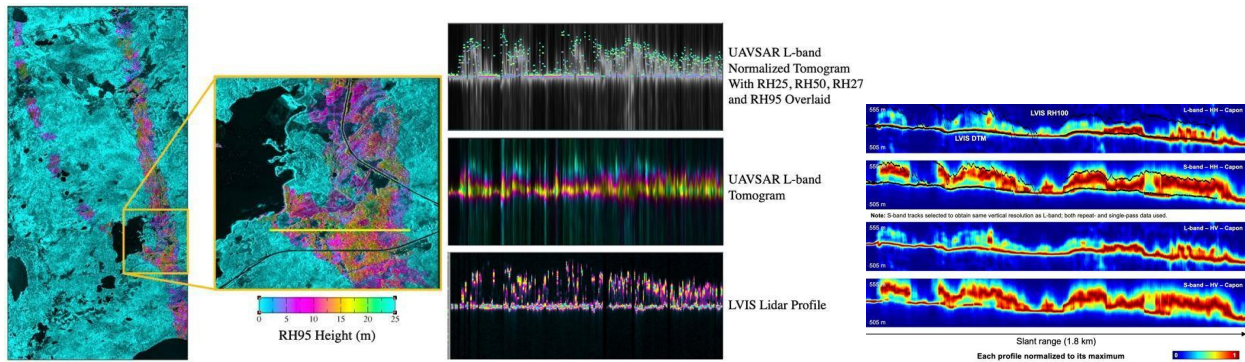 0 5 10 15 20 25
RH95 Height (m)
UAVSAR L-band
Normalized Tomogram
With RH25, RH50, RH27
and RH95 Overlaid
UAVSAR L-band
Tomogram
LVIS Lidar Profile
555 m
LVIS RH100
L-band – HH – Capon
LVIS DTM
505 m
555 m
S-band – HH – Capon
505 m
Note: S-band tracks selected to obtain same vertical resolution as L-band; both repeat- and single-pass data used.
555 m
L-band – HV – Capon
505 m
555 m
S-band – HV – Capon
505 m
Slant range (1.8 km)
Each profile normalized to its maximum
0 1